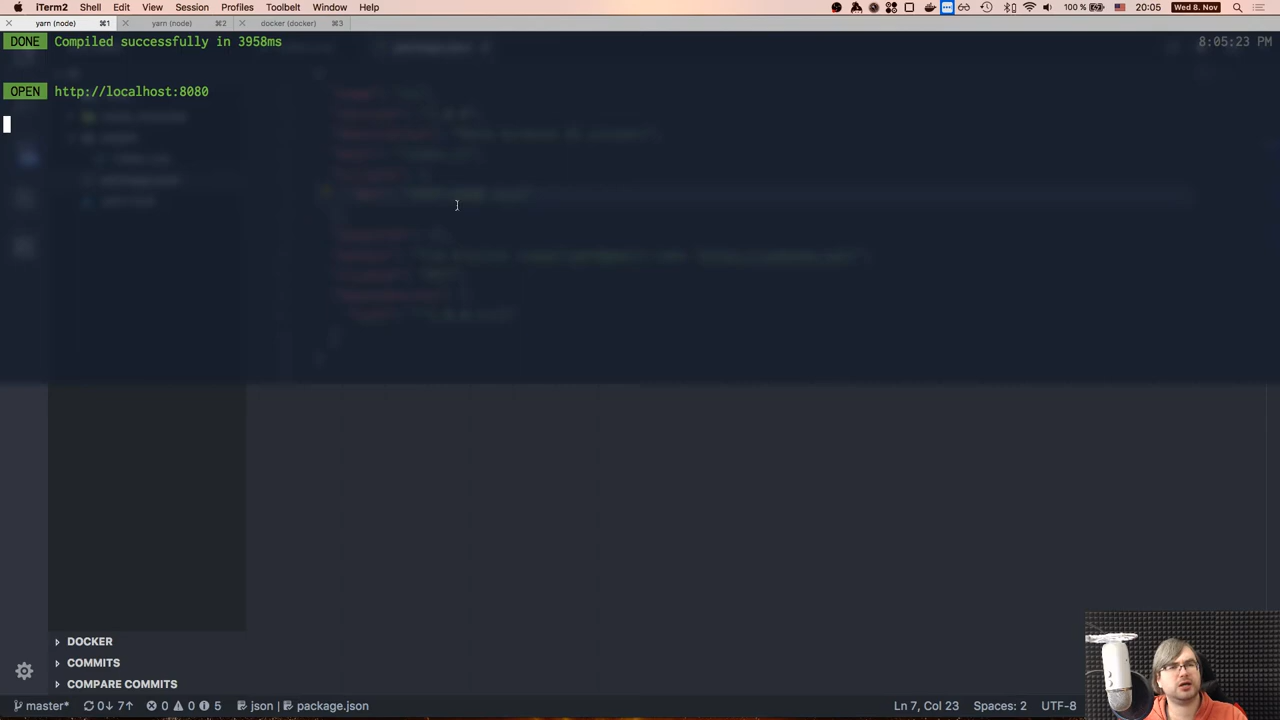 iTerm2 Shell Edit View Session Profiles Toolbelt Window Help 100 % 20:05 Wed 8. Nov
yarn (node) ⌘1 yarn (node) ⌘2 docker (docker) ⌘3
DONE Compiled successfully in 3958ms 8:05:23 PM
OPEN http://localhost:8080
DOCKER
COMMITS
COMPARE COMMITS
master* 0↓ 7↑ 0 0 5 json | package.json Ln 7, Col 23 Spaces: 2 UTF-8